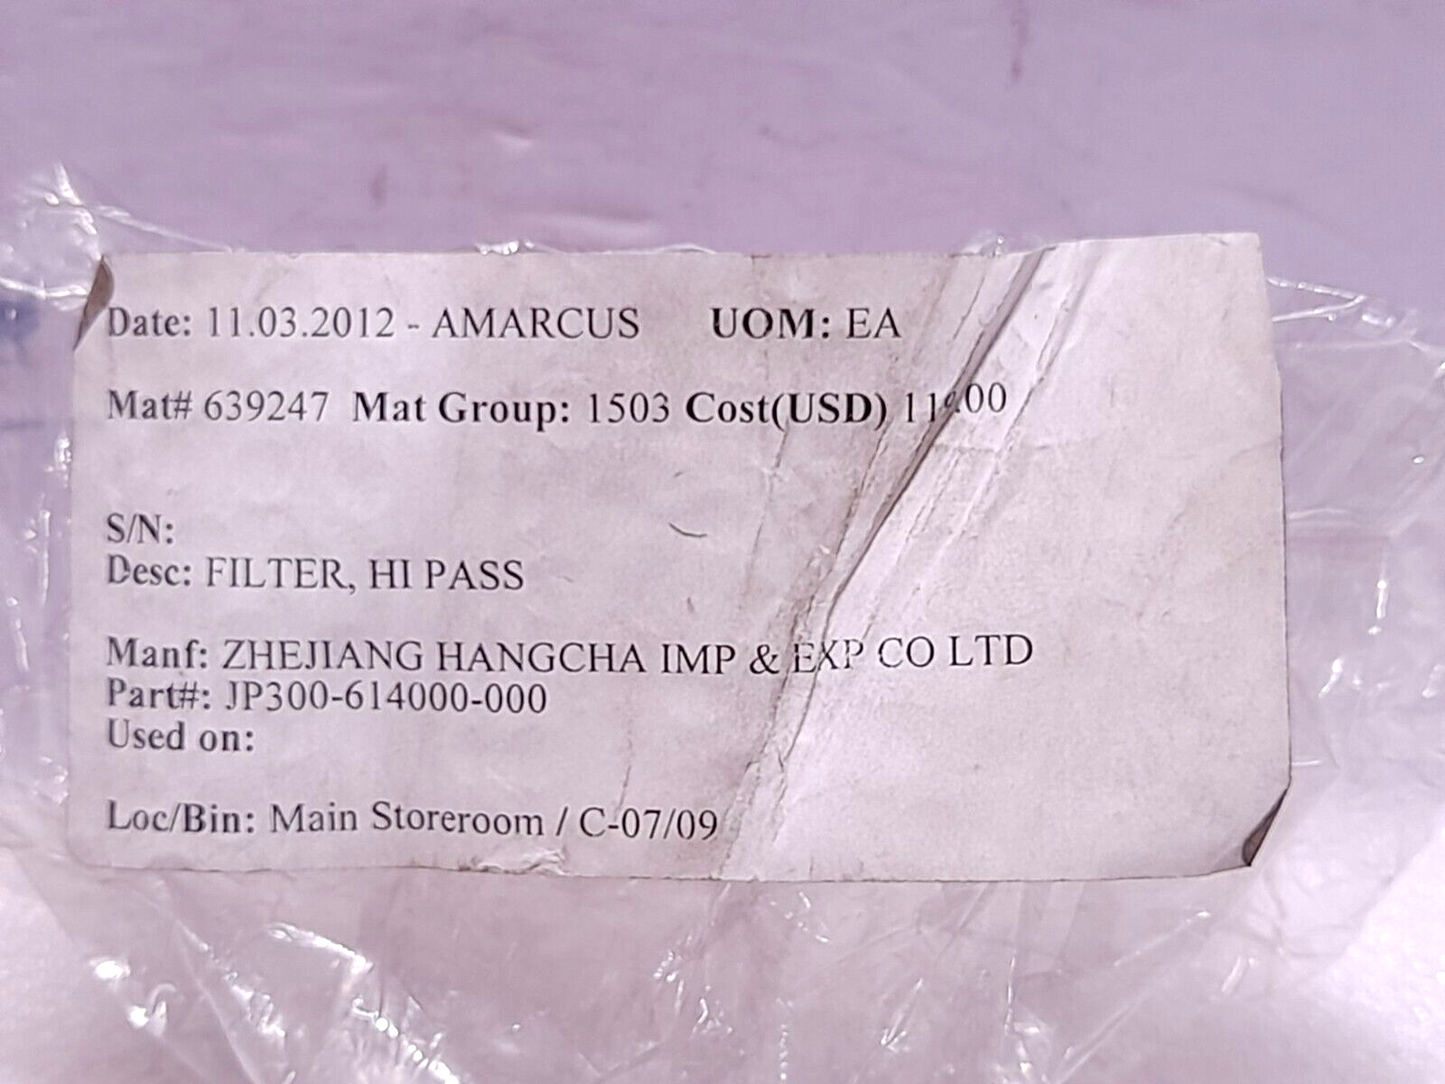 Date: 11.03.2012 - AMARCUS UOM: EA
Mat# 639247 Mat Group: 1503 Cost(USD)
S/N:
Desc: FILTER, HI PASS
Manf: ZHEJIANG HANGCHA IMP & EXP CO LTD
Part#: JP300-614000-000
Used on:
Loc/Bin: Main Storeroom / C-07/09